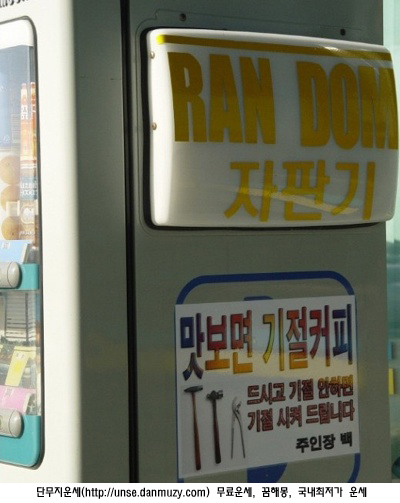 RAN DOM
자판기
맛보면 기절커피
드시고 기절 안하면
기절 시켜 드립니다
주인장 백
단무지운세(http://unse.danmuzy.com) 무료운세, 꿈해몽, 국내최저가 운세